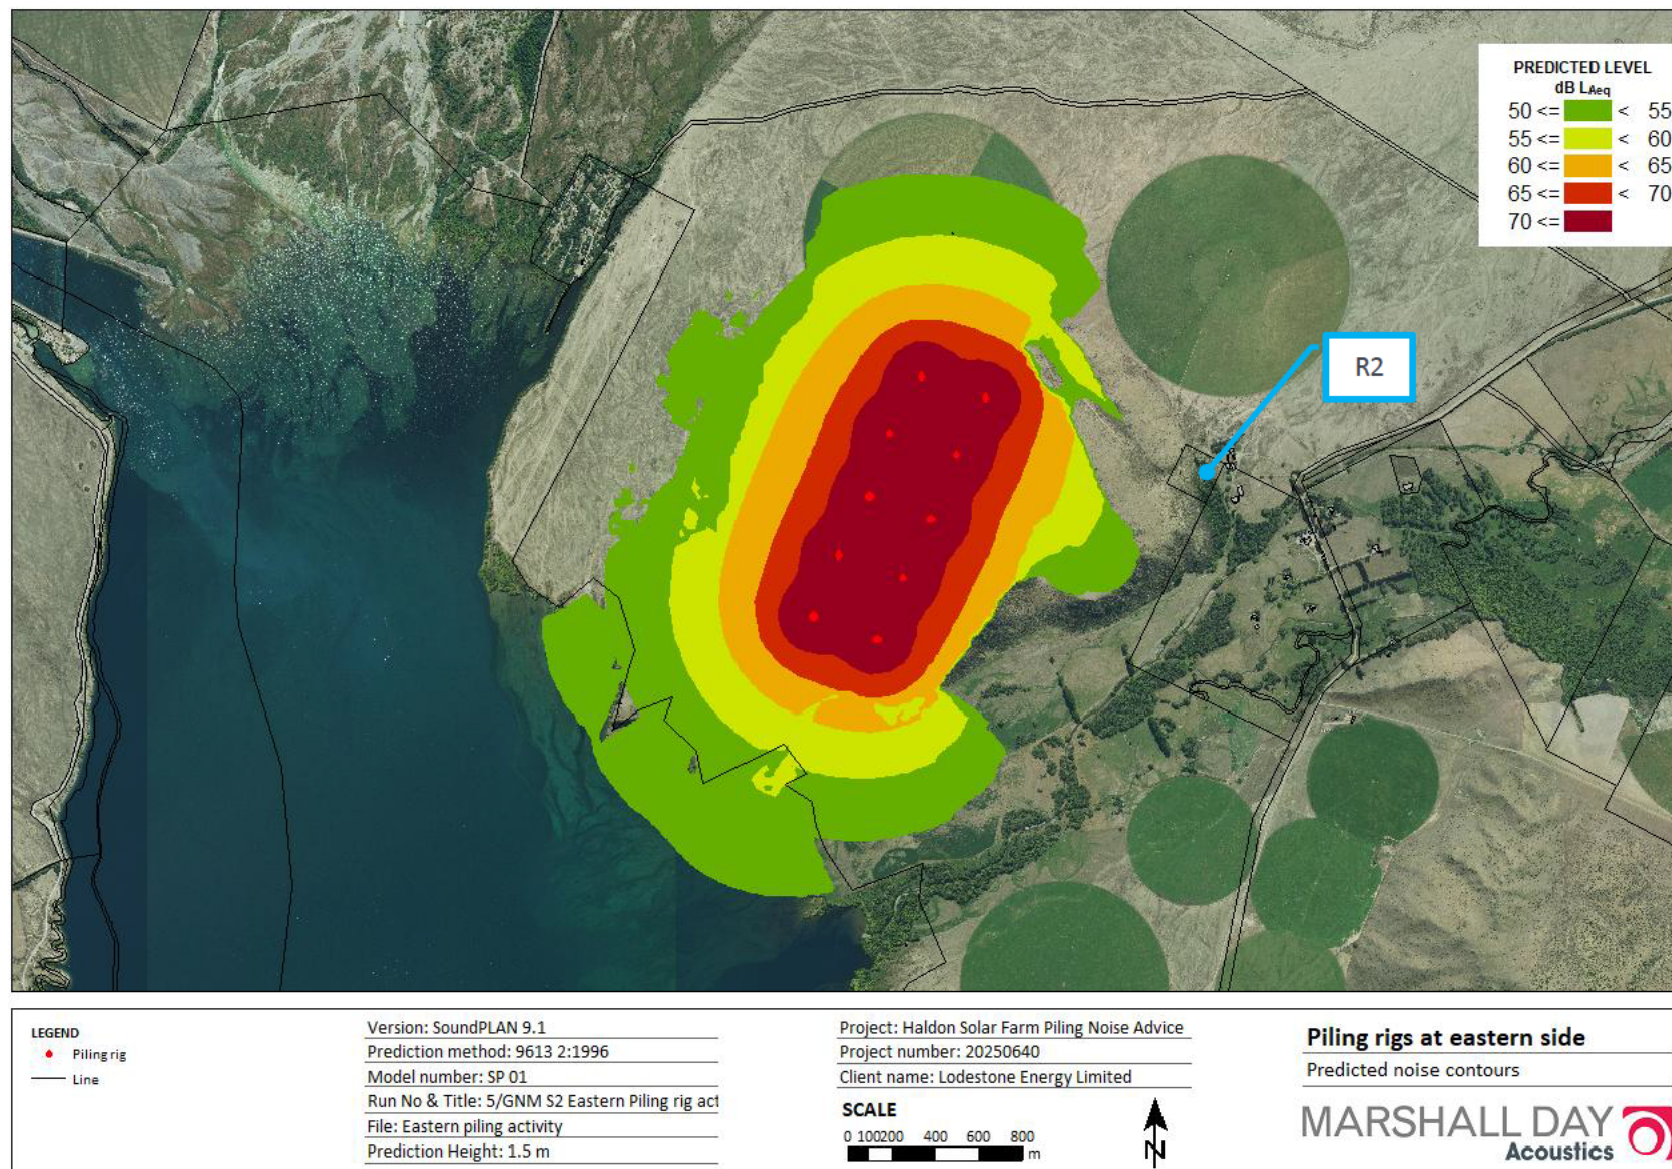 PREDICTED LEVEL
dB LAeq
50 <= < 55
55 <= < 60
60 <= < 65
65 <= < 70
70 <=
R2
LEGEND
Piling rig
Line
Version: SoundPLAN 9.1
Prediction method: 9613 2:1996
Model number: SP 01
Run No & Title: 5/GNM S2 Eastern Piling rig act
File: Eastern piling activity
Prediction Height: 1.5 m
Project: Haldon Solar Farm Piling Noise Advice
Project number: 20250640
Client name: Lodestone Energy Limited
SCALE
0 100200 400 600 800
m
N
Piling rigs at eastern side
Predicted noise contours
MARSHALL DAY
Acoustics